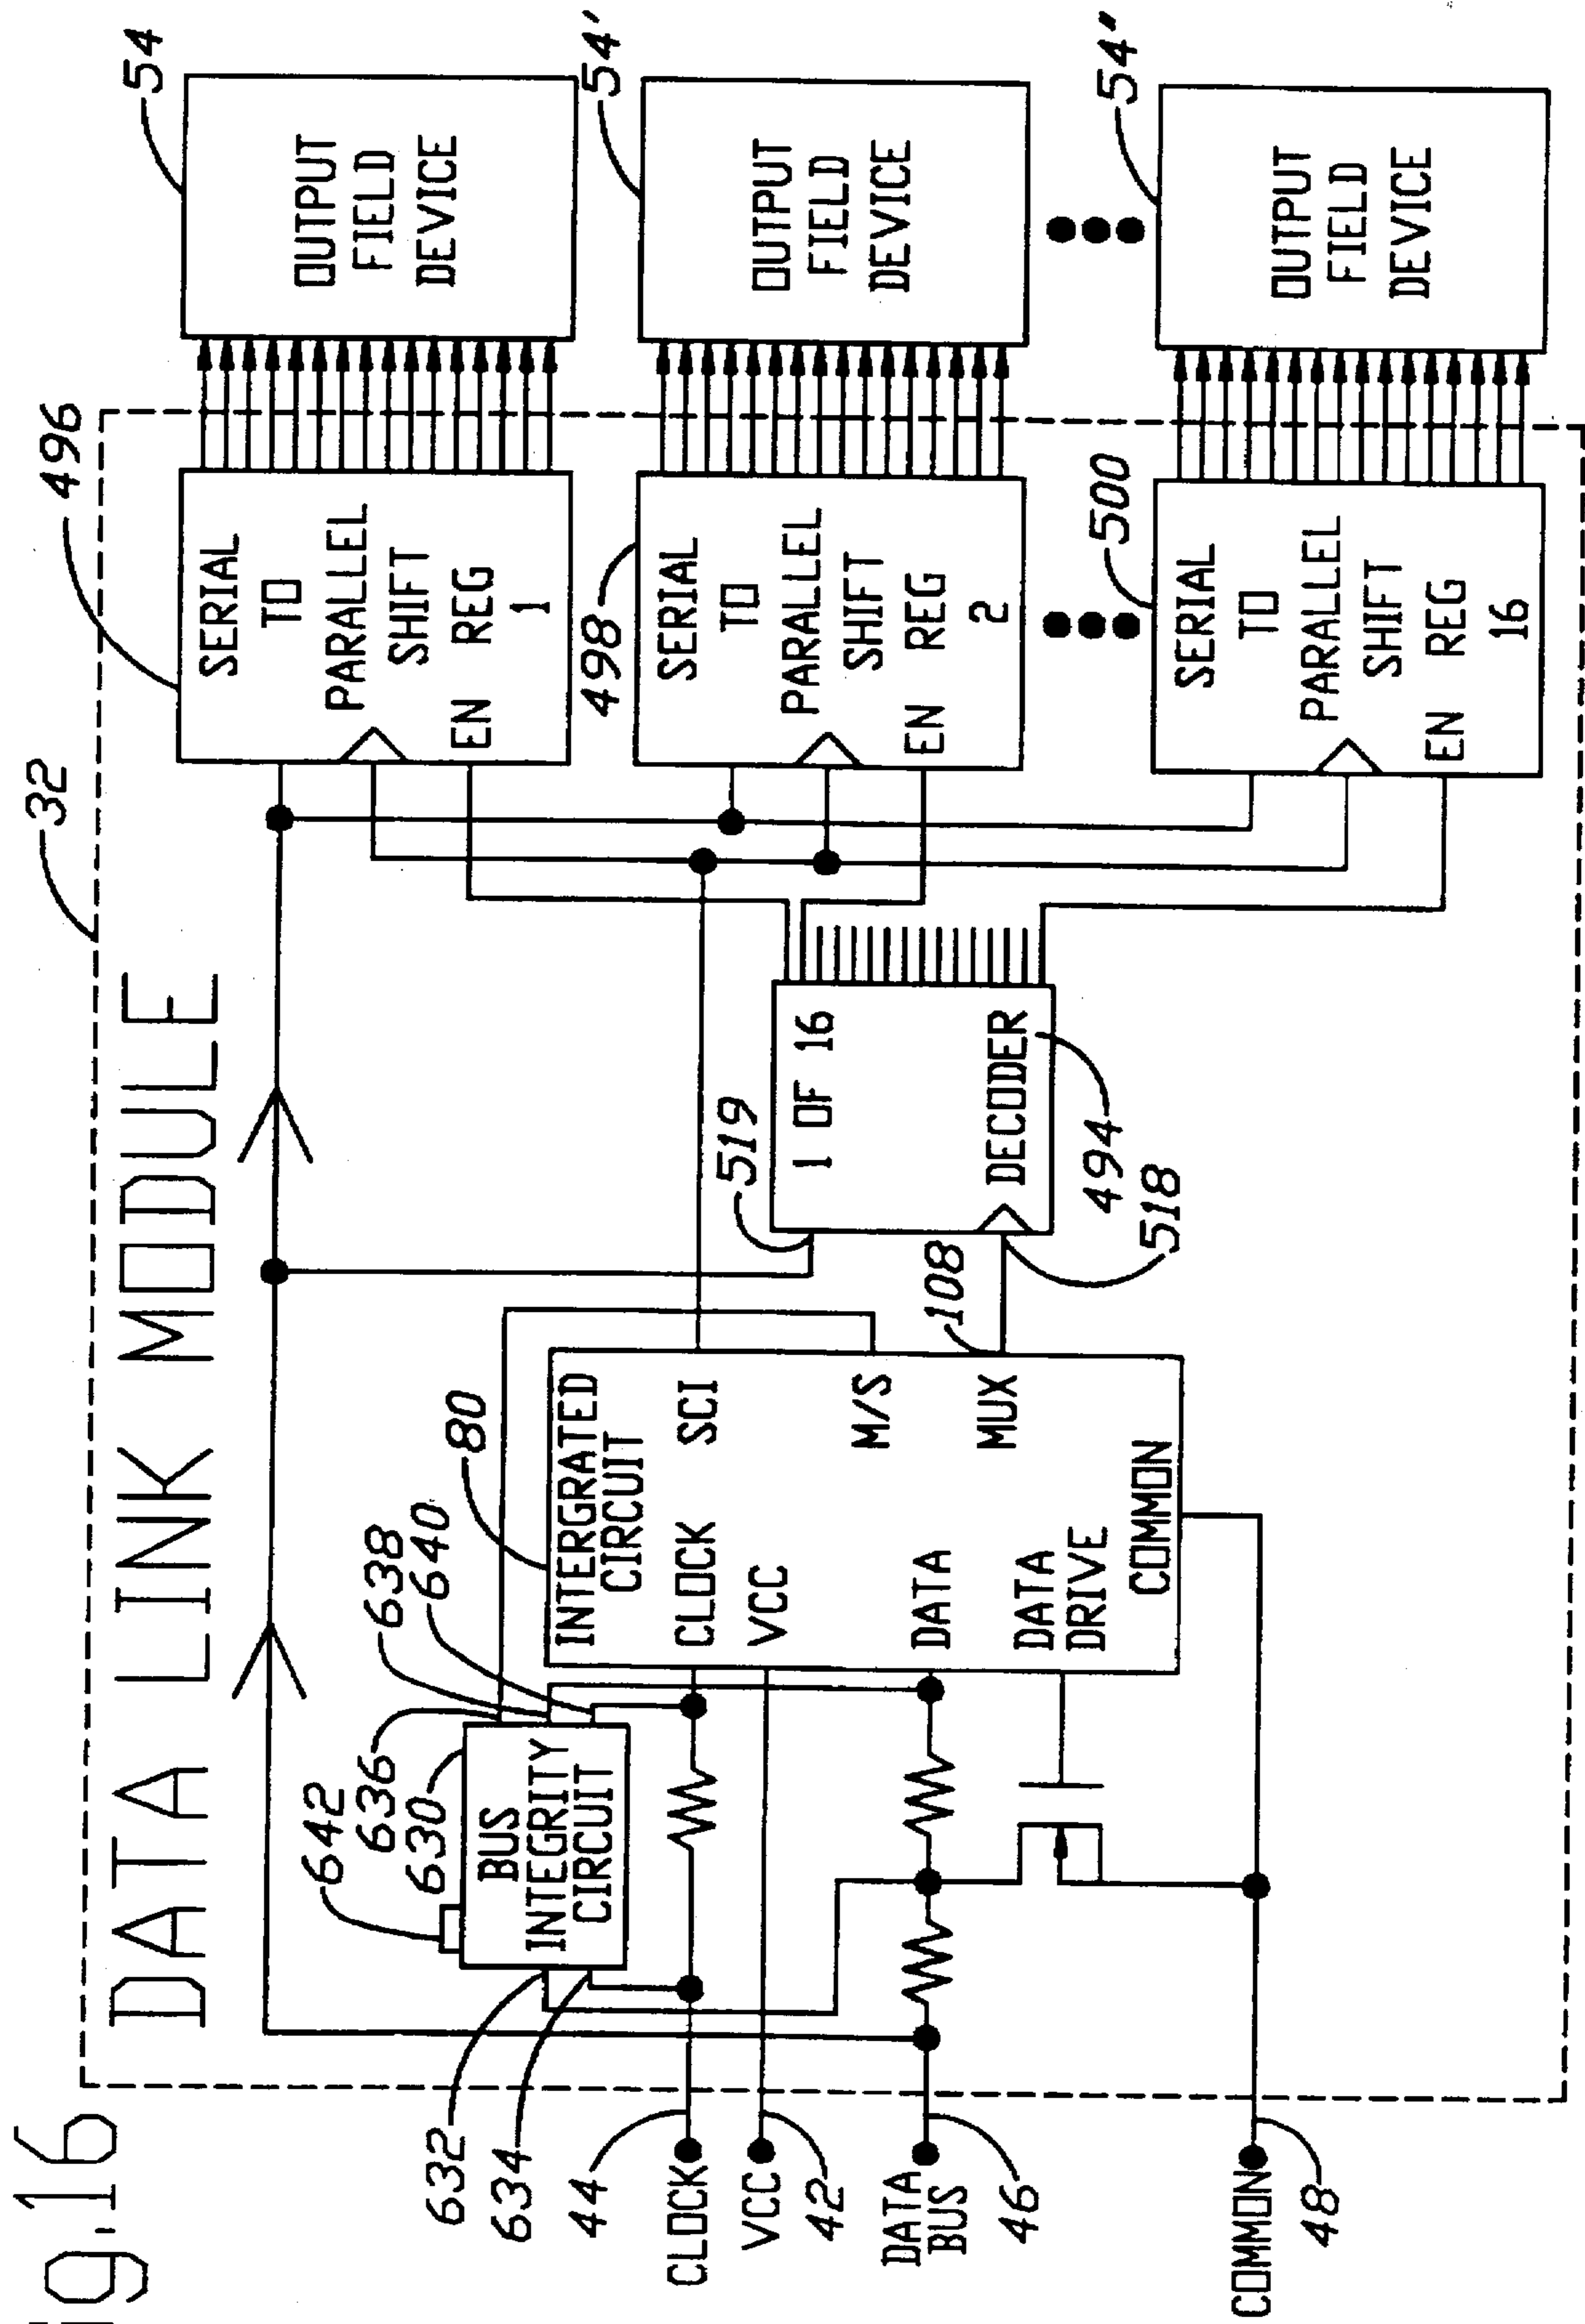 ig.16
DATA LINK MODULE
32
496
54
SERIAL
TO
PARALLEL
SHIFT
EN REG
1
OUTPUT
FIELD
DEVICE
498
54'
SERIAL
TO
PARALLEL
SHIFT
EN REG
2
OUTPUT
FIELD
DEVICE
500
54"
SERIAL
TO
PARALLEL
SHIFT
EN REG
16
OUTPUT
FIELD
DEVICE
642
636
630
638
640
BUS
INTEGRITY
CIRCUIT
632
634
80
INTERGRATED
CIRCUIT
CLOCK
SCI
VCC
M/S
DATA
MUX
DATA
DRIVE
COMMON
108
519
1 OF 16
DECODER
494
518
44
CLOCK
VCC
42
DATA
BUS
46
COMMON
48